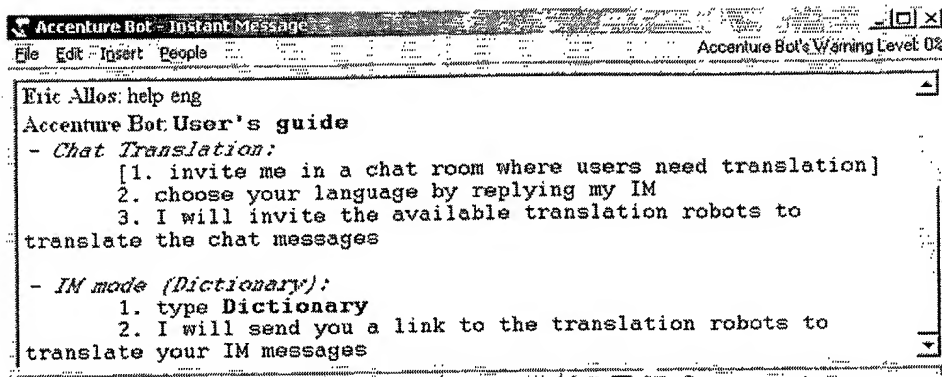 Accenture Bot - Instant Message
File Edit Insert People Accenture Bot's Warning Level: 0%
Eric Allos: help eng
Accenture Bot: User's guide
- Chat Translation:
[1. invite me in a chat room where users need translation]
2. choose your language by replying my IM
3. I will invite the available translation robots to
translate the chat messages
- IM mode (Dictionary):
1. type Dictionary
2. I will send you a link to the translation robots to
translate your IM messages